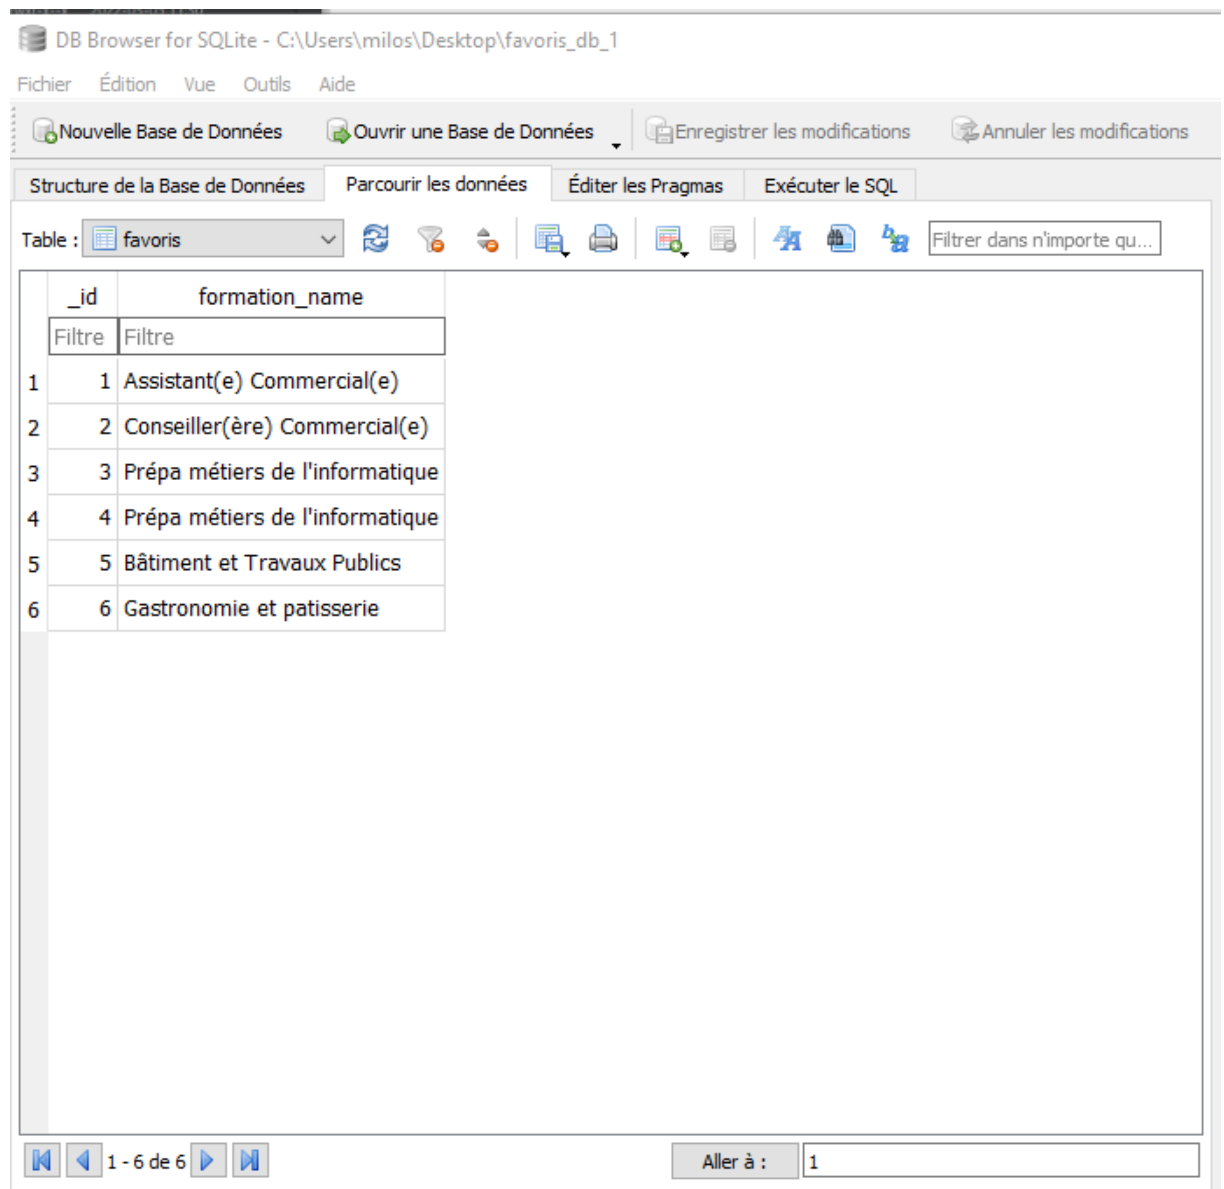 DB Browser for SQLite - C:\Users\milos\Desktop\favoris_db_1
Fichier Édition Vue Outils Aide
Nouvelle Base de Données Ouvrir une Base de Données Enregistrer les modifications Annuler les modifications
Structure de la Base de Données Parcourir les données Éditer les Pragmas Exécuter le SQL
Table : favoris Filtrer dans n'importe qu...
_id formation_name
Filtre Filtre
1 1 Assistant(e) Commercial(e)
2 2 Conseiller(ère) Commercial(e)
3 3 Prépa métiers de l'informatique
4 4 Prépa métiers de l'informatique
5 5 Bâtiment et Travaux Publics
6 6 Gastronomie et patisserie
1 - 6 de 6 Aller à : 1